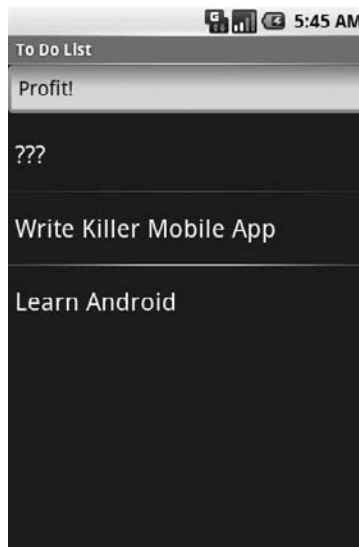 5:45 AM
To Do List
Profit!
???
Write Killer Mobile App
Learn Android